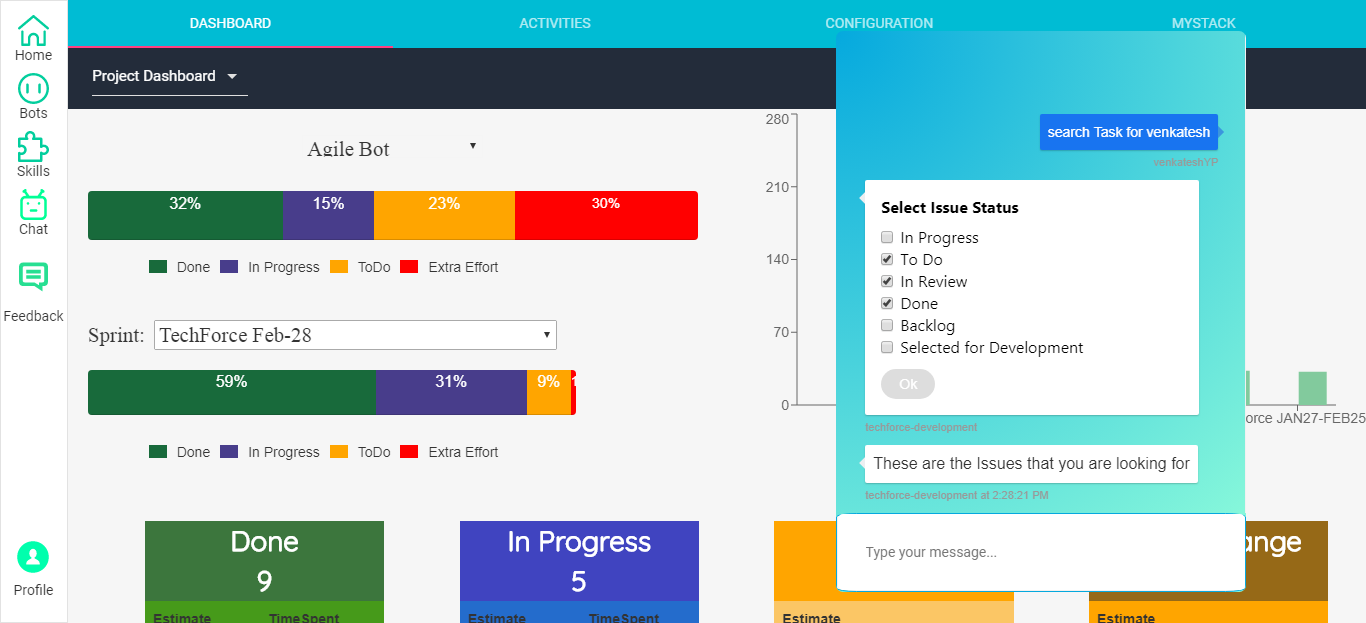 DASHBOARD
ACTIVITIES
CONFIGURATION
MYSTACK
Home
Bots
Skills
Chat
Feedback
Profile
Project Dashboard
Agile Bot
32%
15%
23%
30%
Done
In Progress
ToDo
Extra Effort
Sprint:
TechForce Feb-28
59%
31%
9%
Done
In Progress
ToDo
Extra Effort
Done
9
Estimate
TimeSpent
In Progress
5
Estimate
TimeSpent
Estimate
Estimate
280
210
140
70
0
JAN27-FEB25
search Task for venkatesh
venkateshYP
Select Issue Status
In Progress
To Do
In Review
Done
Backlog
Selected for Development
Ok
techforce-development
These are the Issues that you are looking for
techforce-development at 2:28:21 PM
Type your message...